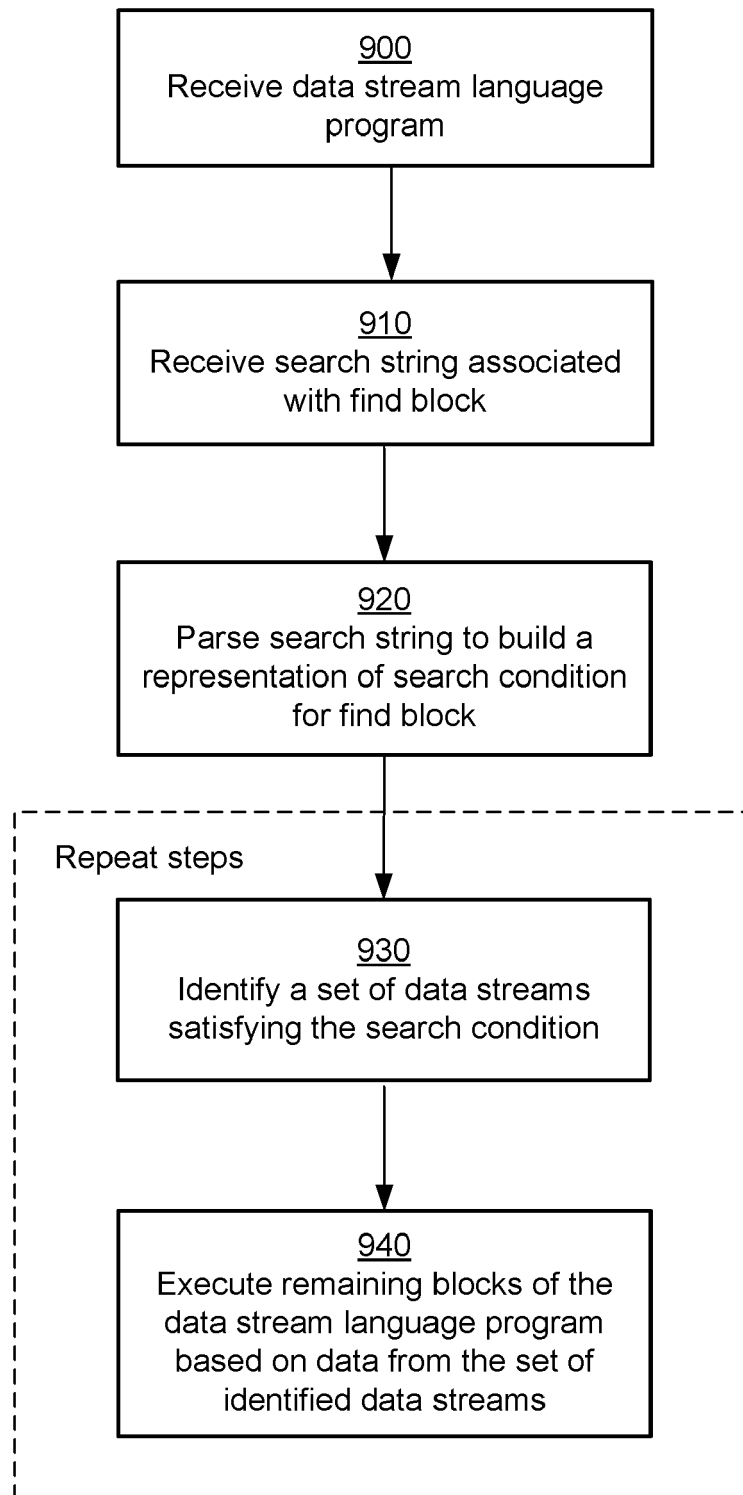 900
Receive data stream language
program
910
Receive search string associated
with find block
920
Parse search string to build a
representation of search condition
for find block
Repeat steps
930
Identify a set of data streams
satisfying the search condition
940
Execute remaining blocks of the
data stream language program
based on data from the set of
identified data streams